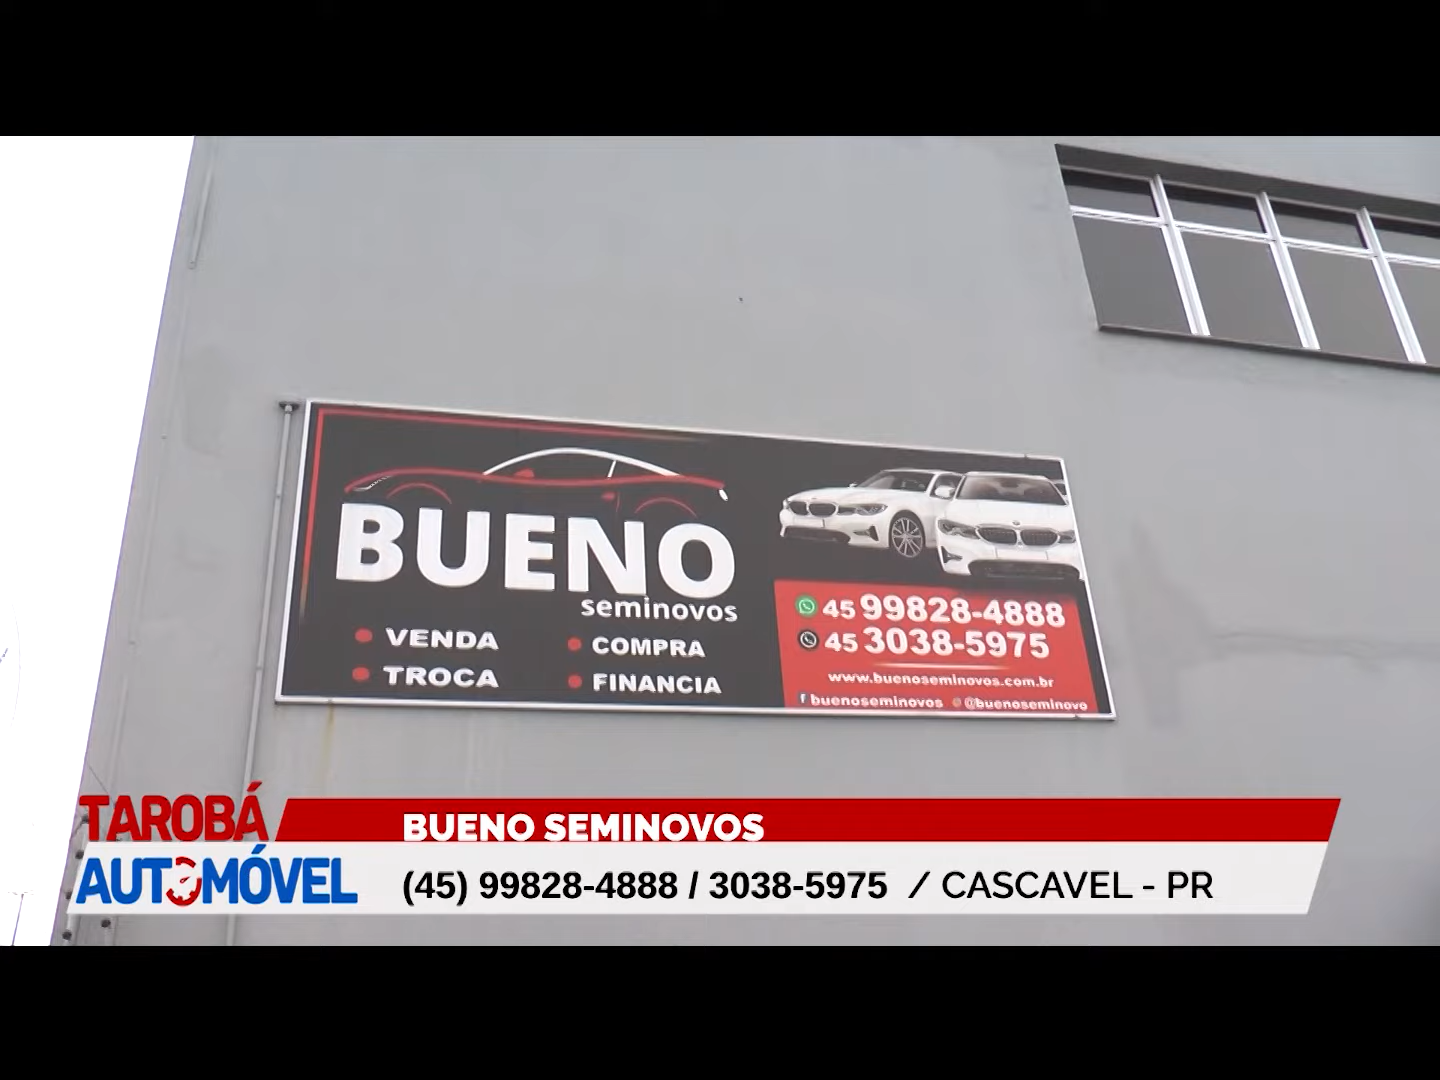 BUENO
seminovos
VENDA
COMPRA
TROCA
FINANCIA
45 99828-4888
45 3038-5975
www.buenoseminovos.com.br
buenoseminovos @buenoseminovo
TAROBÁ
AUTOMÓVEL
BUENO SEMINOVOS
(45) 99828-4888 / 3038-5975 / CASCAVEL - PR